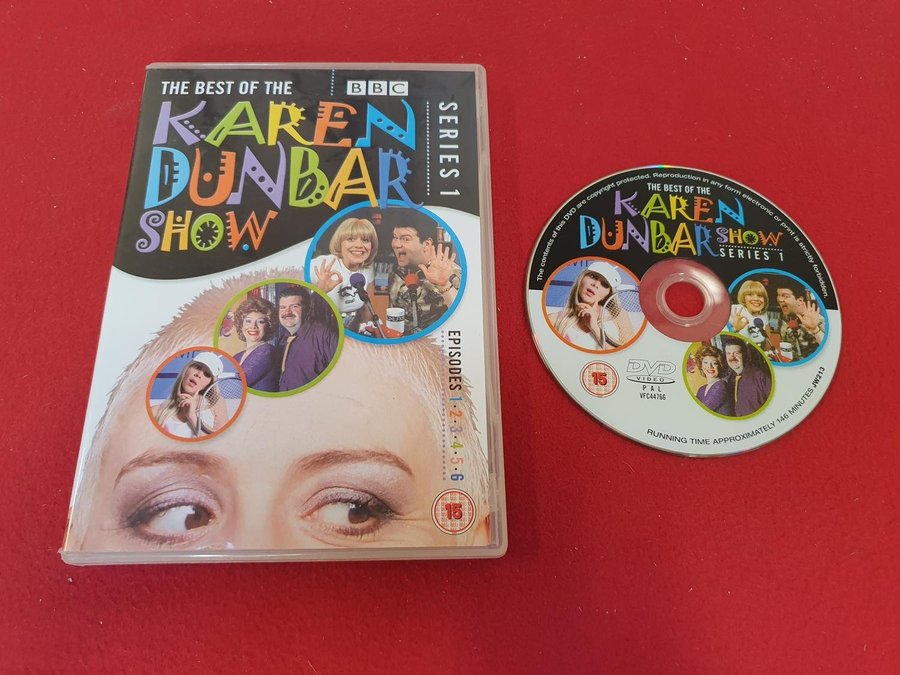 THE BEST OF THE
BBC
KAREN
DUNBAR
SHOW
SERIES 1
EPISODES 1·2·3·4·5·6
15
The contents of this DVD are copyright protected. Reproduction in any form electronic or print is strictly forbidden.
THE BEST OF THE
KAREN
DUNBAR SHOW
SERIES 1
15
DVD
VIDEO
PAL
VFC44766
RUNNING TIME APPROXIMATELY 146 MINUTES JW213